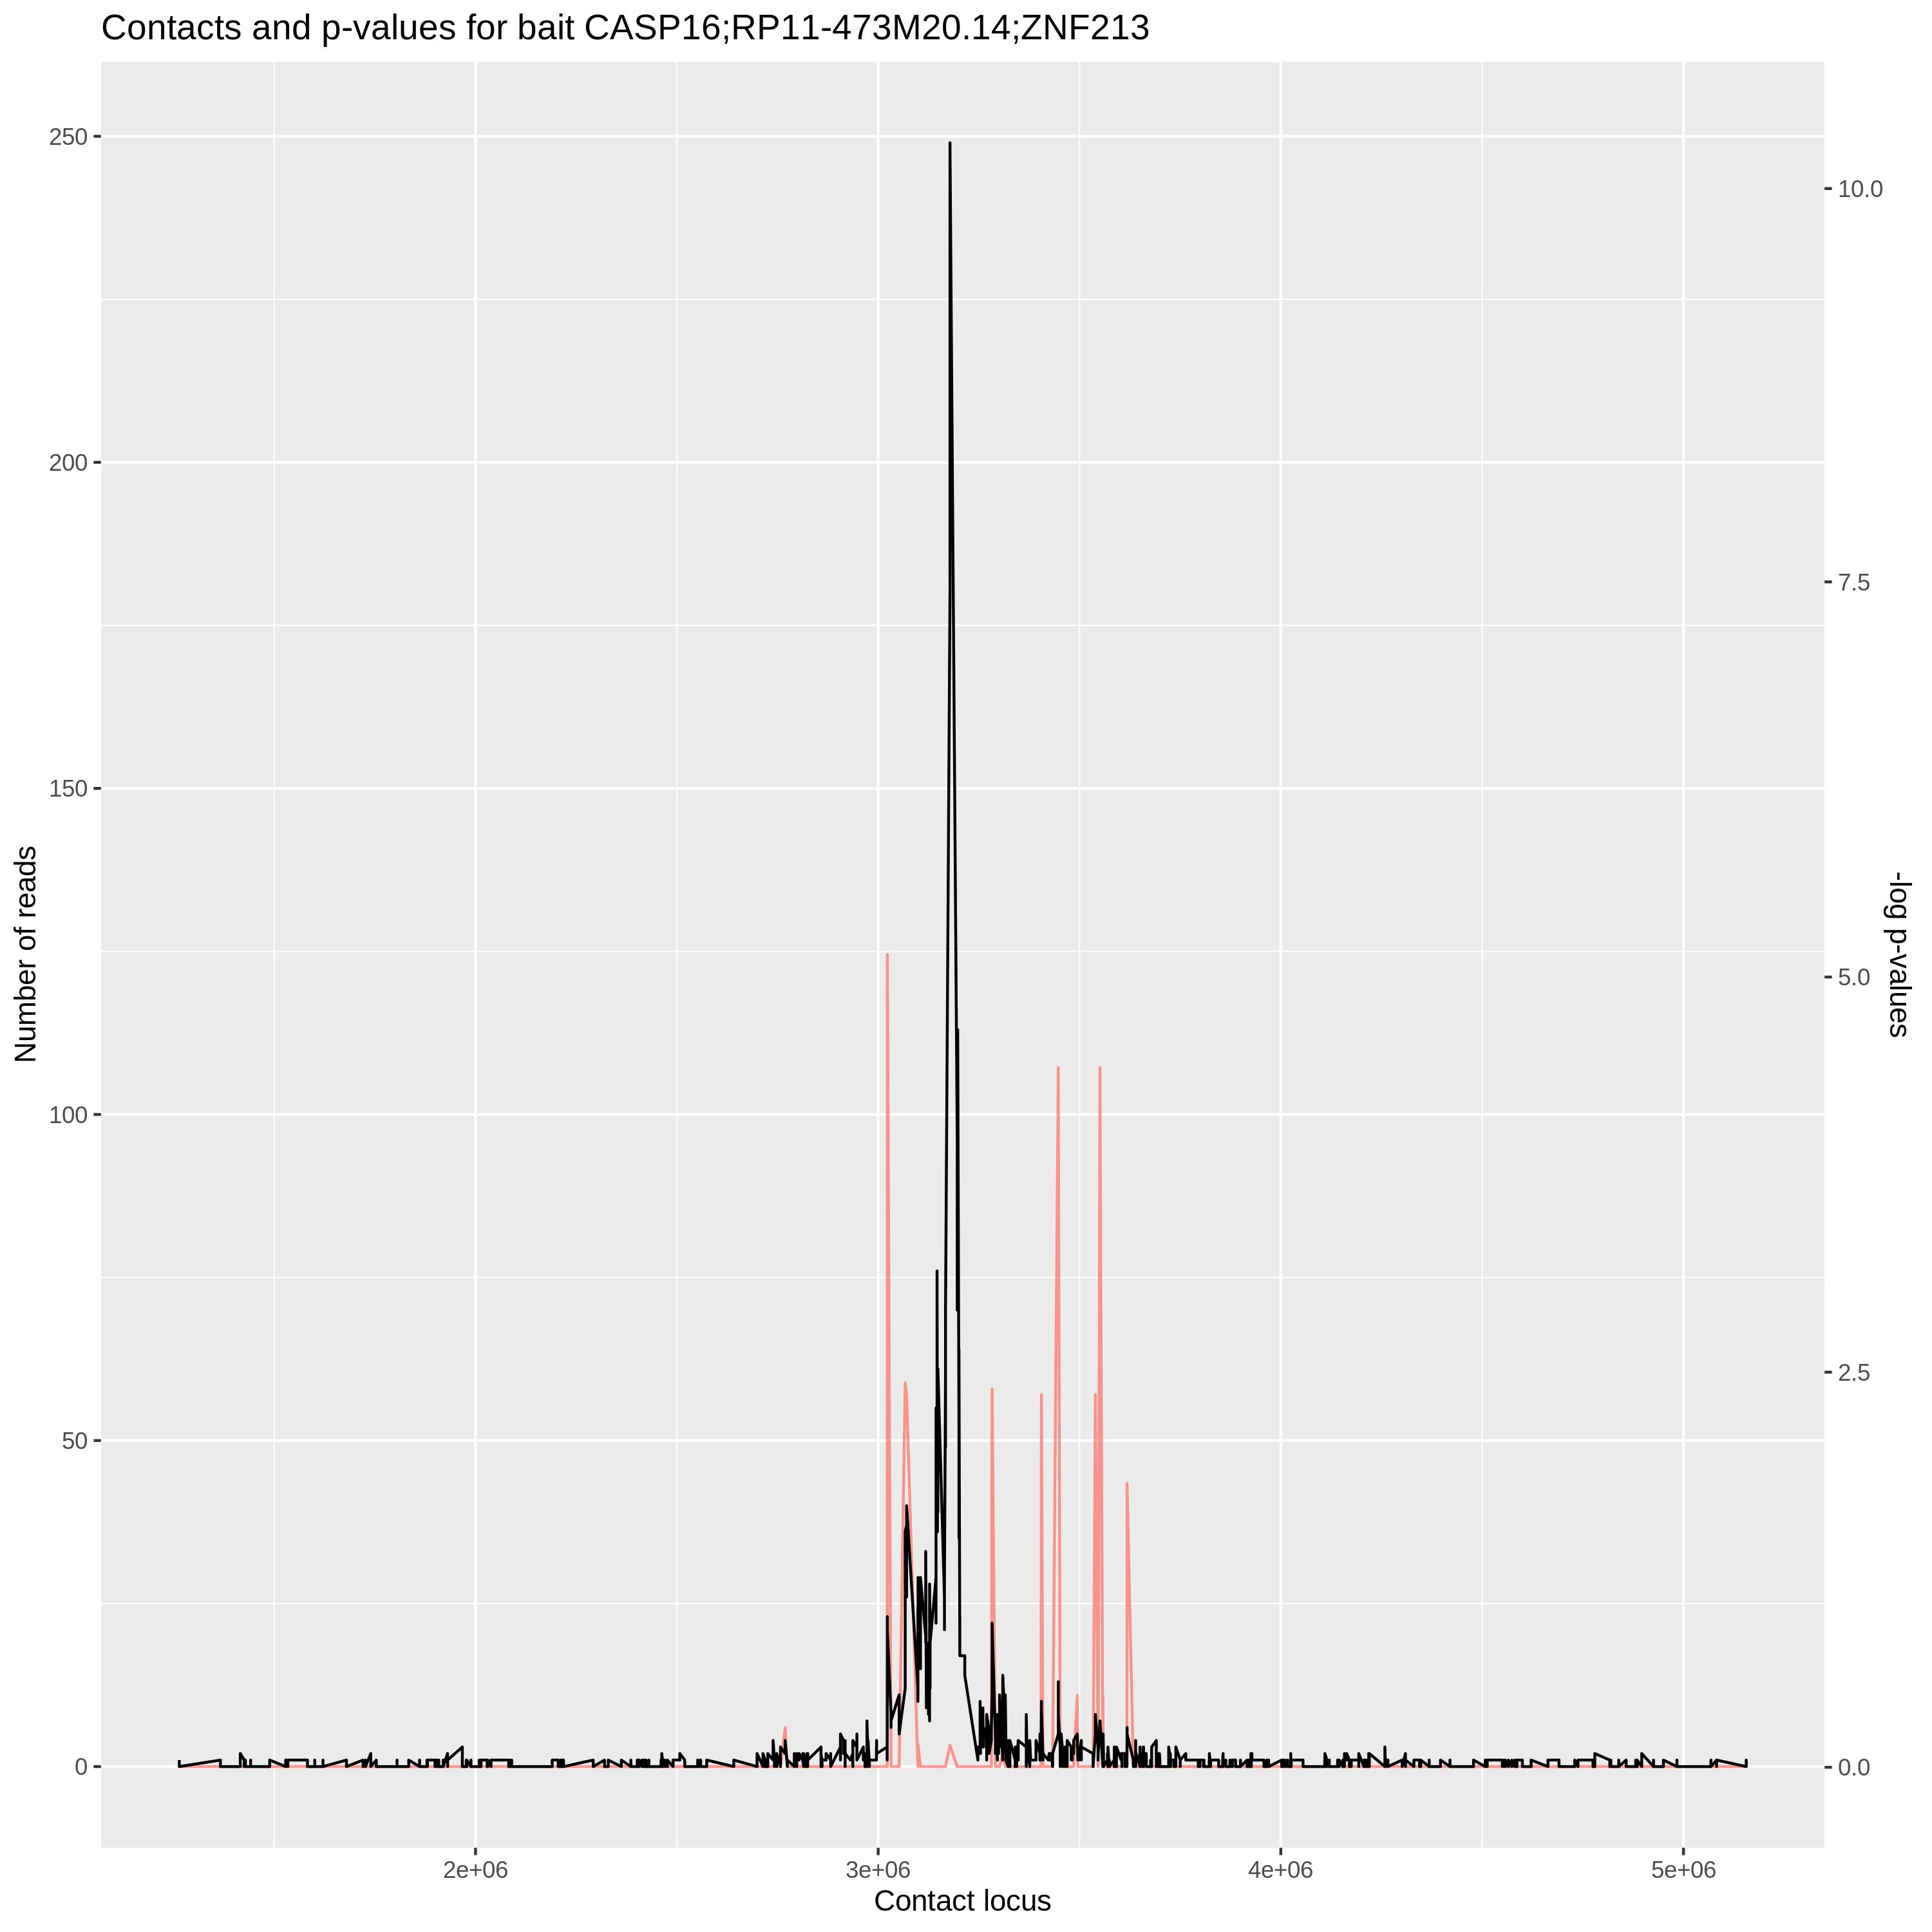 Contacts and p-values for bait CASP16;RP11-473M20.14;ZNF213
250
200
150
100
50
0
Number of reads
10.0
7.5
5.0
2.5
0.0
-log p-values
2e+06
3e+06
4e+06
5e+06
Contact locus